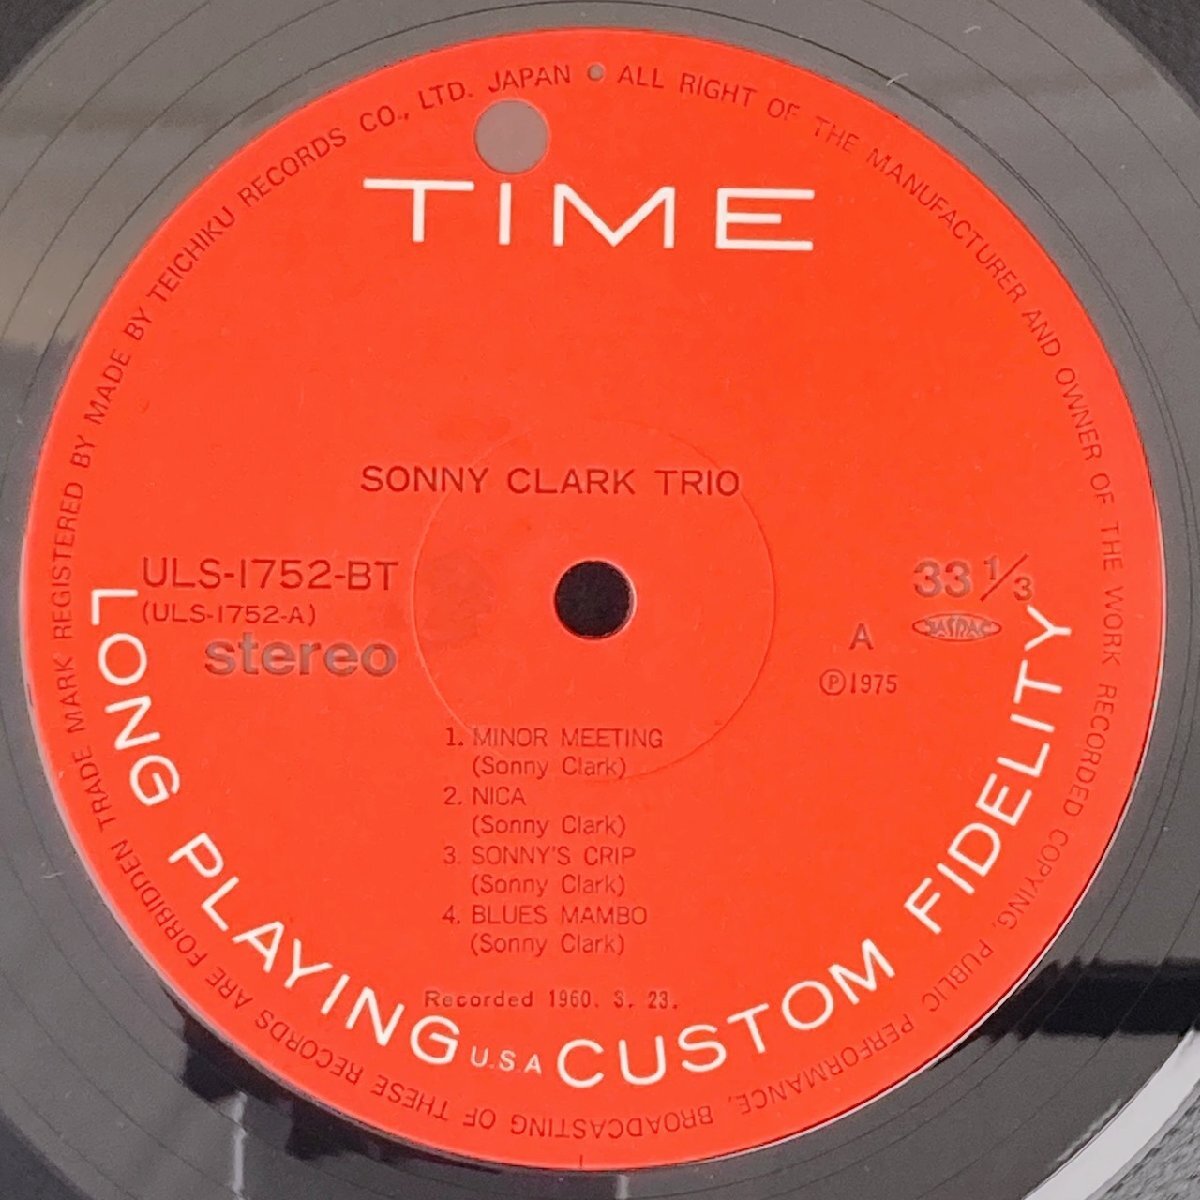 MADE BY TEICHIKU RECORDS CO., LTD. JAPAN • ALL RIGHT OF THE MANUFACTURER AND OWNER OF THE WORK RECORDED COPYING, PUBLIC PERFORMANCE, BROADCASTING OF THESE RECORDS ARE FORBIDDEN TRADE MARK REGISTERED BY
TIME
SONNY CLARK TRIO
ULS-1752-BT
(ULS-1752-A)
stereo
33 1/3
JASRAC
A
Ⓟ1975
1. MINOR MEETING
(Sonny Clark)
2. NICA
(Sonny Clark)
3. SONNY'S CRIP
(Sonny Clark)
4. BLUES MAMBO
(Sonny Clark)
Recorded 1960. 3. 23.
LONG PLAYING U.S.A CUSTOM FIDELITY